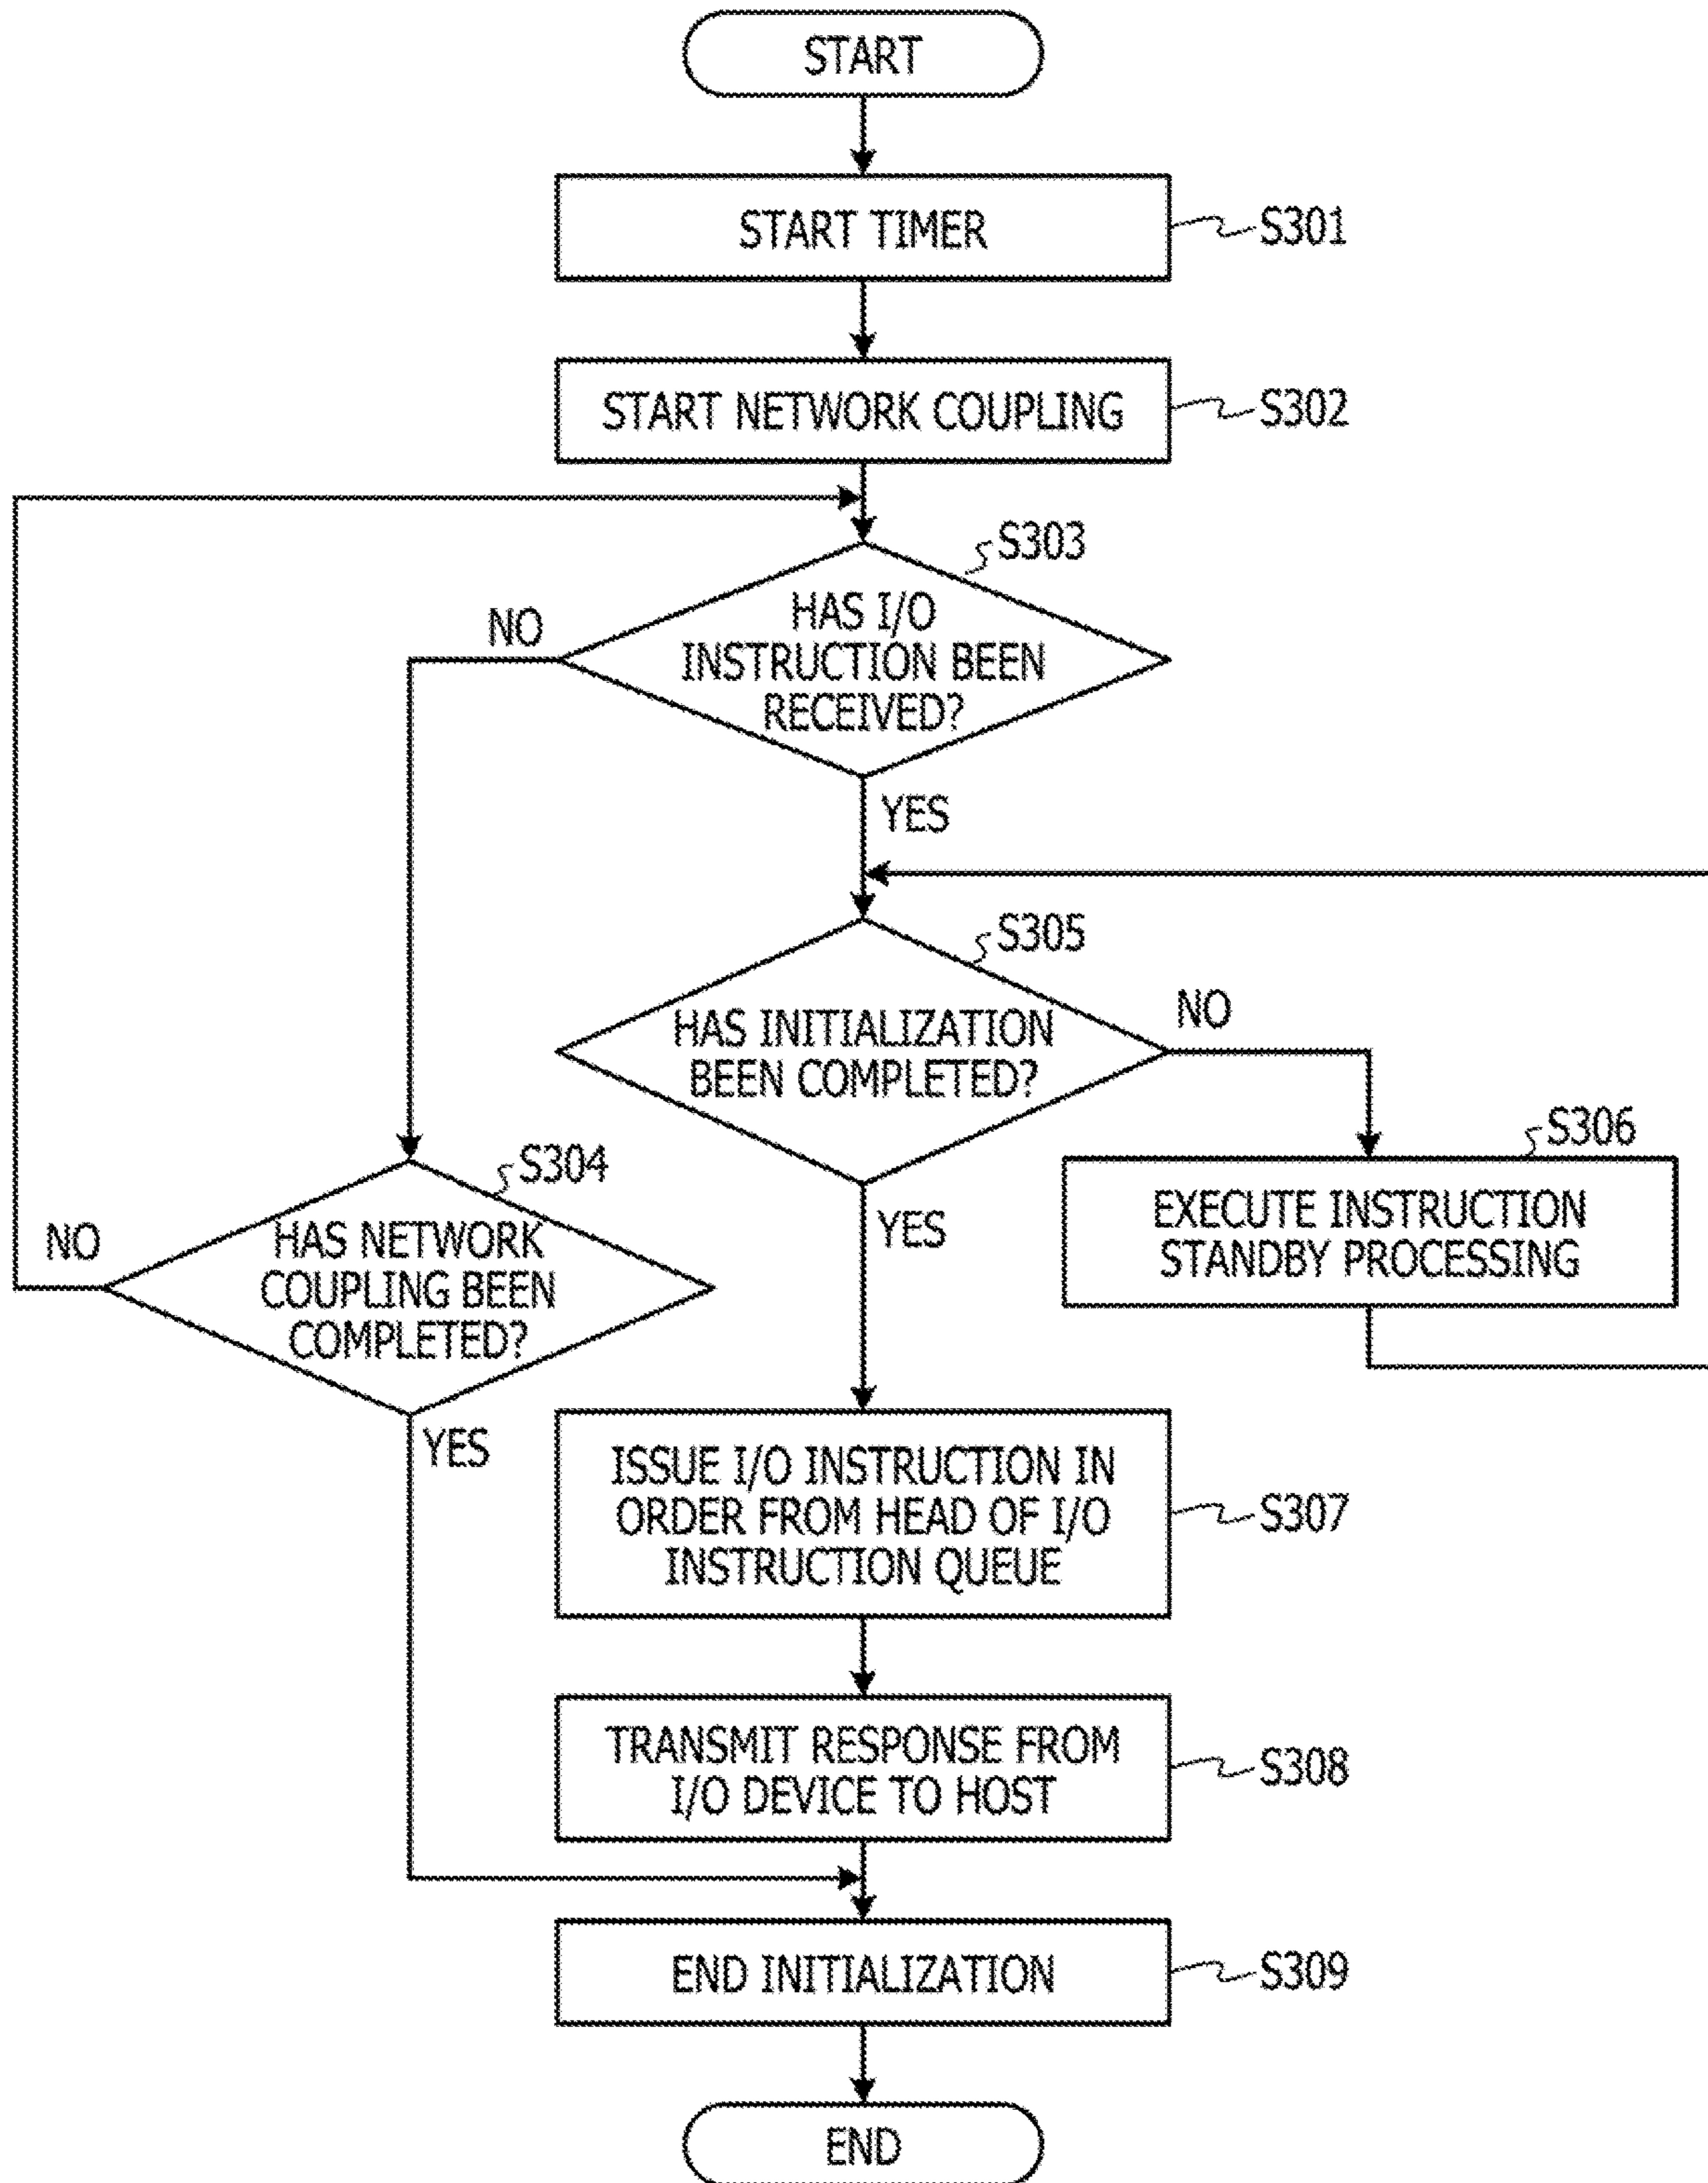 START
START TIMER
S301
START NETWORK COUPLING
S302
S303
HAS I/O
INSTRUCTION BEEN
RECEIVED?
NO
YES
S305
HAS INITIALIZATION
BEEN COMPLETED?
NO
S306
EXECUTE INSTRUCTION
STANDBY PROCESSING
S304
HAS NETWORK
COUPLING BEEN
COMPLETED?
NO
YES
YES
ISSUE I/O INSTRUCTION IN
ORDER FROM HEAD OF I/O
INSTRUCTION QUEUE
S307
TRANSMIT RESPONSE FROM
I/O DEVICE TO HOST
S308
END INITIALIZATION
S309
END